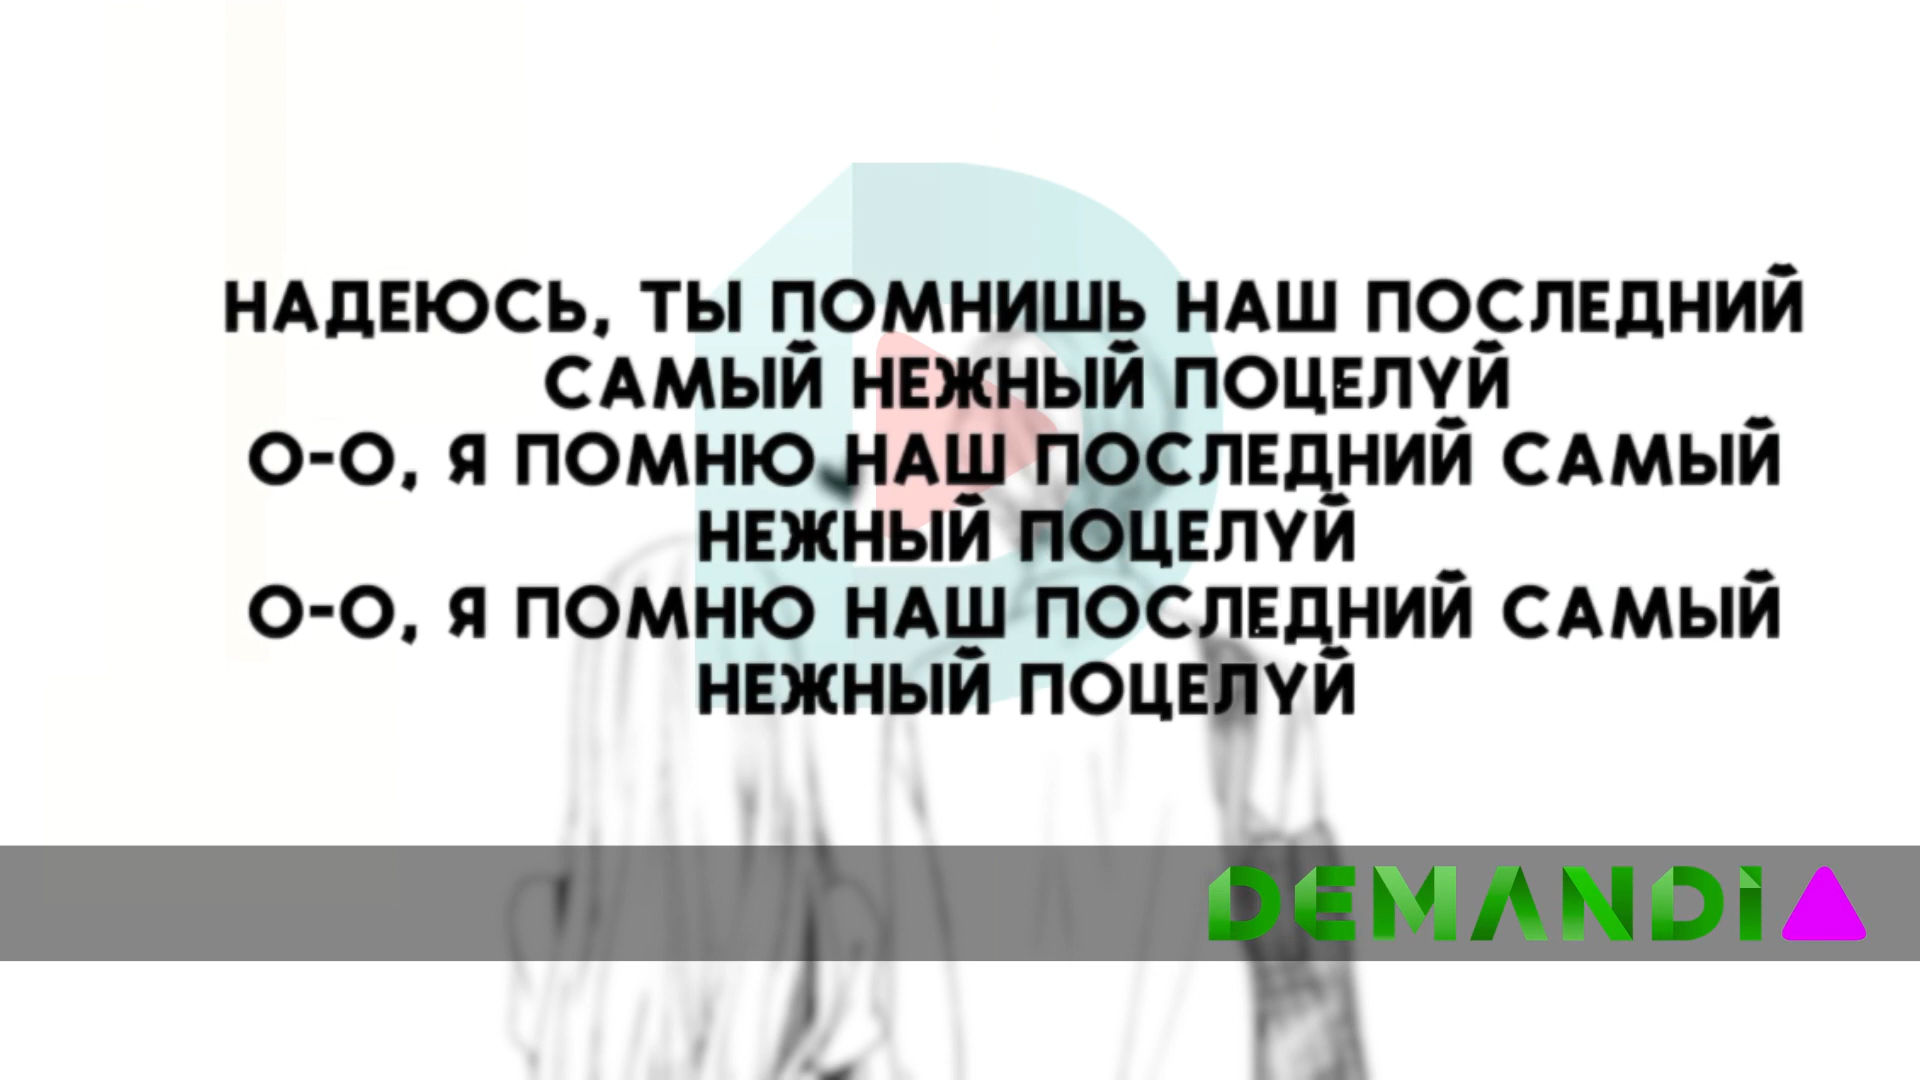 НАДЕЮСЬ, ТЫ ПОМНИШЬ НАШ ПОСЛЕДНИЙ
САМЫЙ НЕЖНЫЙ ПОЦЕЛУЙ
О-О, Я ПОМНЮ НАШ ПОСЛЕДНИЙ САМЫЙ
НЕЖНЫЙ ПОЦЕЛУЙ
О-О, Я ПОМНЮ НАШ ПОСЛЕДНИЙ САМЫЙ
НЕЖНЫЙ ПОЦЕЛУЙ
DEMANDI